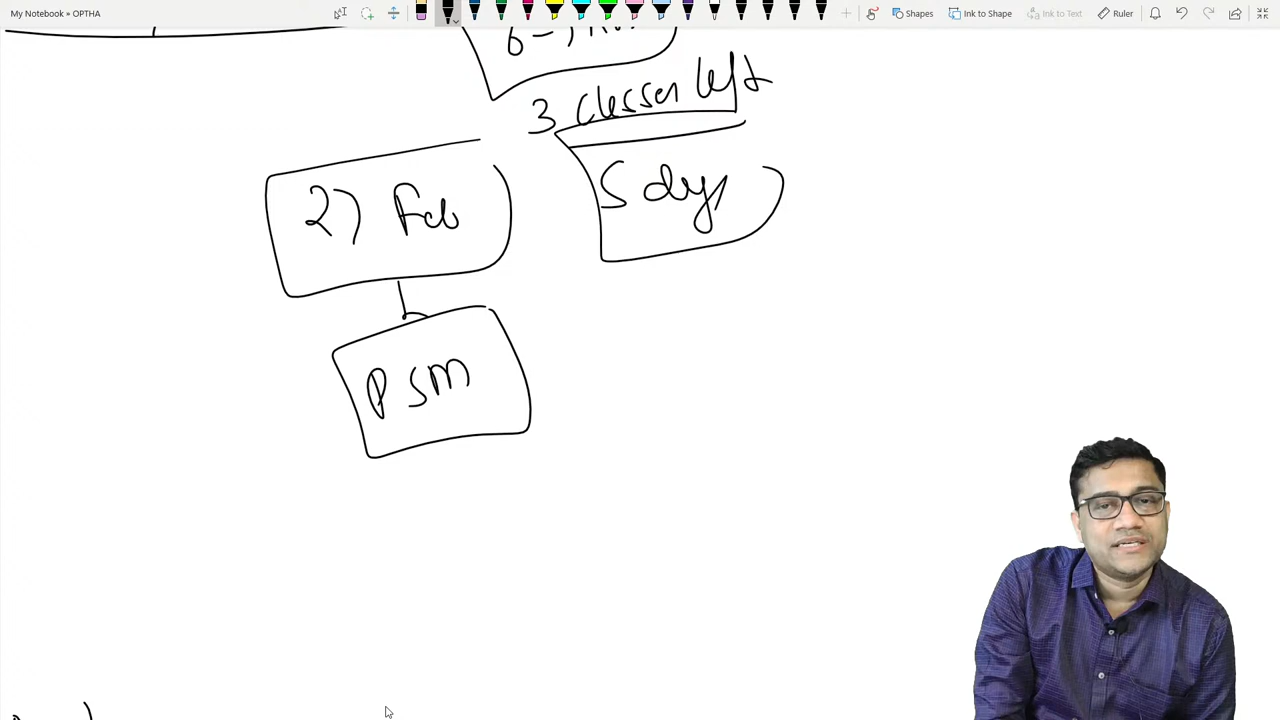 My Notebook » OPTHA
Shapes
Ink to Shape
Ink to Text
Ruler
3 classes left
5 days
27 Feb
PSM